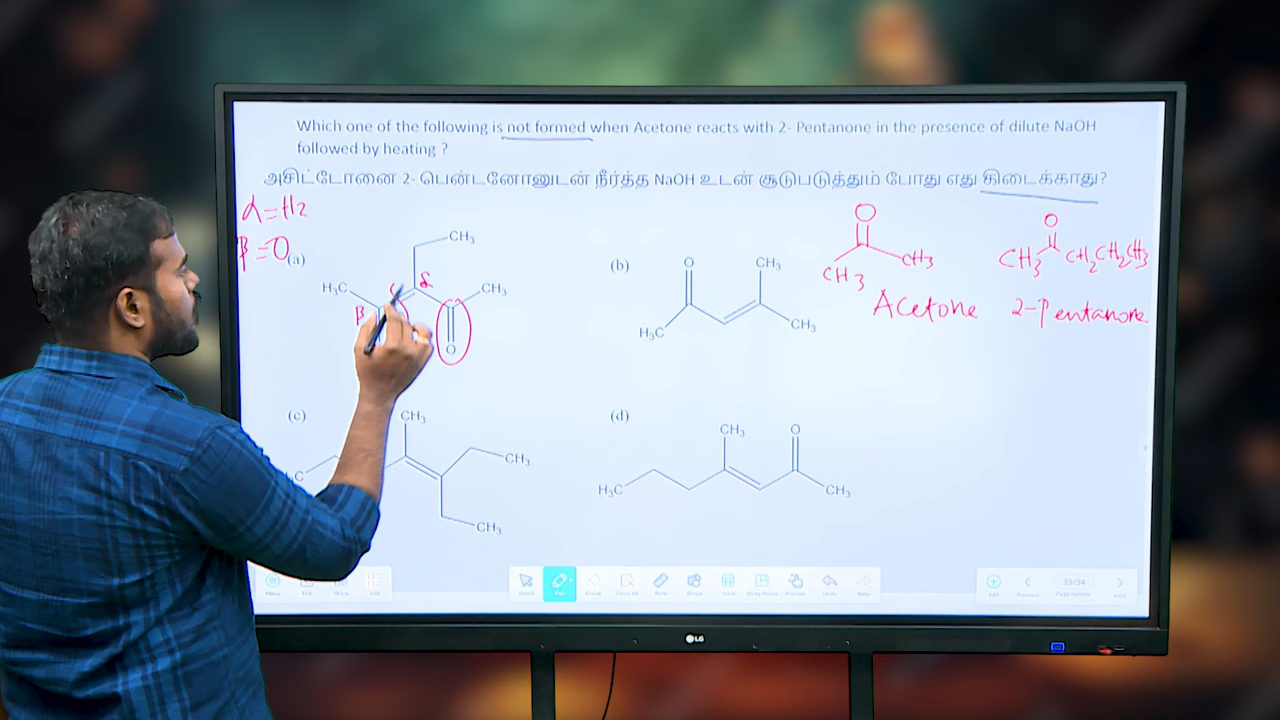 Which one of the following is not formed when Acetone reacts with 2- Pentanone in the presence of dilute NaOH
followed by heating ?
அசிட்டோனை 2- பென்டனோனுடன் நீர்த்த NaOH உடன் சூடுபடுத்தும் போது எது கிடைக்காது?
α=H2
β=O
(a)
CH3
H3C
α
CH3
β
O
(b)
O
CH3
H3C
CH3
O
CH3
CH3
Acetone
O
CH3
CH2CH2CH3
2-Pentanone
(c)
CH3
CH3
CH3
(d)
CH3
O
H3C
CH3
33/34
LG